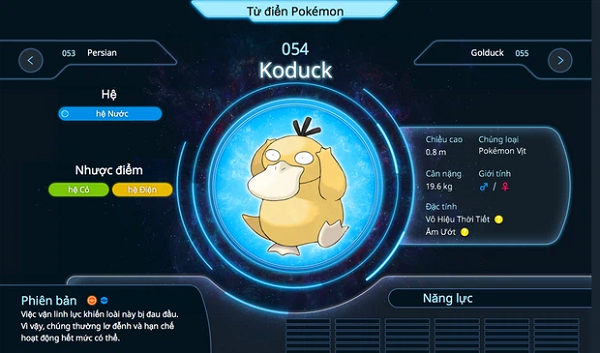 Từ điển Pokémon
053 Persian
Golduck 055
054
Koduck
Hệ
hệ Nước
Nhược điểm
hệ Cỏ
hệ Điện
Chiều cao
0.8 m
Chủng loại
Pokémon Vịt
Cân nặng
19.6 kg
Giới tính
♂ / ♀
Đặc tính
Vô Hiệu Thời Tiết
Ẩm Ướt
Phiên bản
Việc vận linh lực khiến loài này bị đau đầu.
Vì vậy, chúng thường lơ đễnh và hạn chế
hoạt động hết mức có thể.
Năng lực